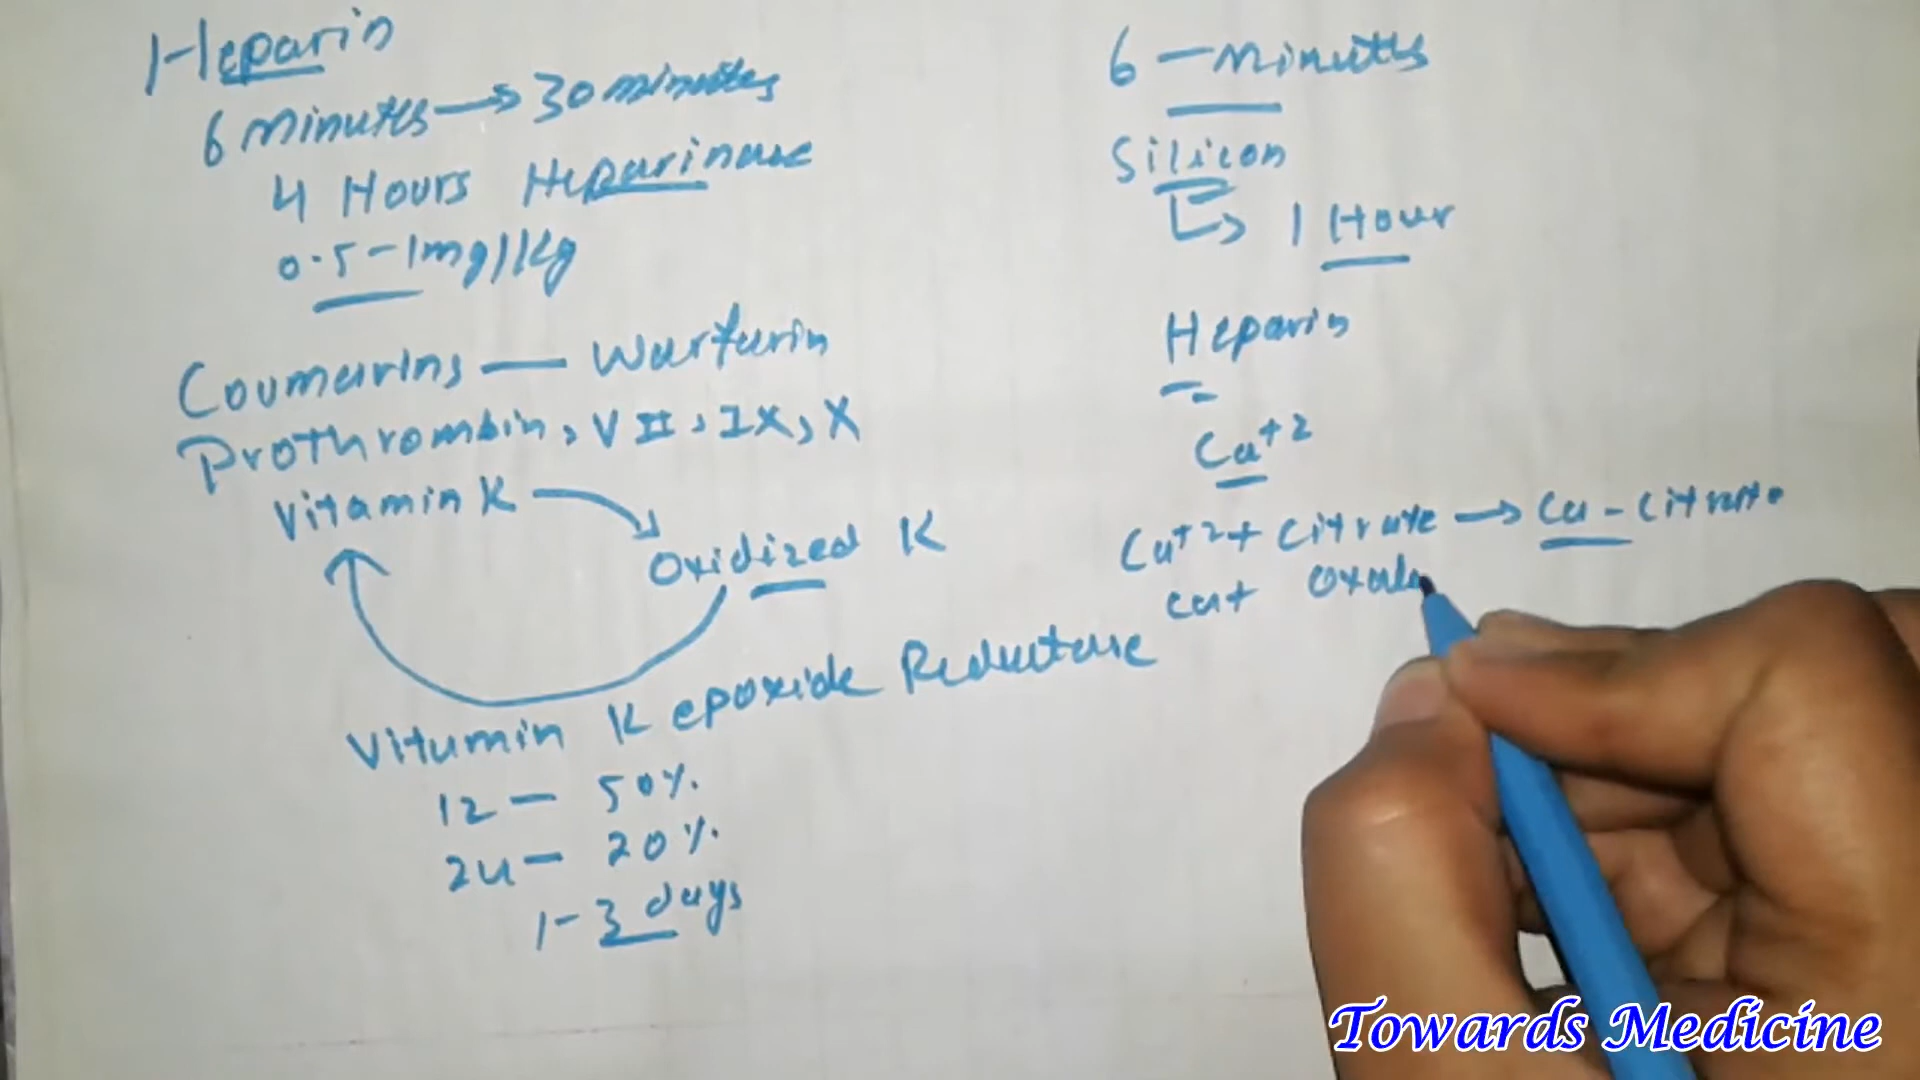 Heparin
6 minutes → 30 minutes
4 Hours Heparinase
0.5-1mg/Kg
Coumarins — Warfarin
Prothrombin, VII, IX, X
Vitamin K
Oxidized K
Vitamin K epoxide Reductase
12 — 50%
24 — 20%
1-3 days
6 — minutes
Silicon
↳ 1 Hour
Heparin
Ca+2
Ca+2 + Citrate → Ca - Citrate
Ca+ Oxala
Towards Medicine